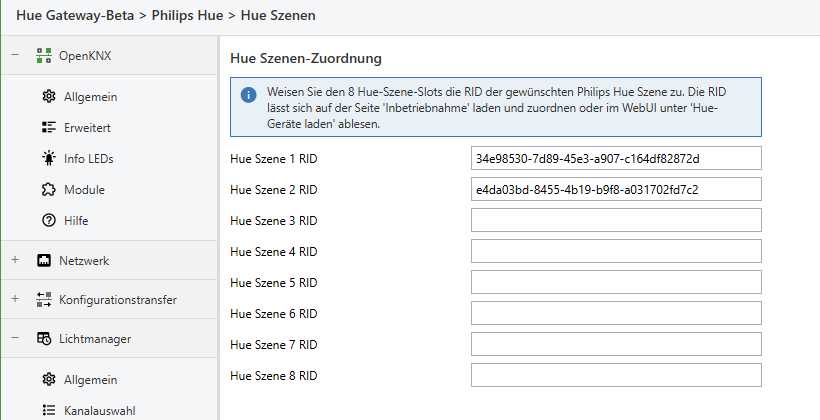 Hue Gateway-Beta > Philips Hue > Hue Szenen
OpenKNX
Allgemein
Erweitert
Info LEDs
Module
Hilfe
Netzwerk
Konfigurationstransfer
Lichtmanager
Allgemein
Kanalauswahl
Hue Szenen-Zuordnung
Weisen Sie den 8 Hue-Szene-Slots die RID der gewünschten Philips Hue Szene zu. Die RID
lässt sich auf der Seite 'Inbetriebnahme' laden und zuordnen oder im WebUI unter 'Hue-
Geräte laden' ablesen.
Hue Szene 1 RID 34e98530-7d89-45e3-a907-c164df82872d
Hue Szene 2 RID e4da03bd-8455-4b19-b9f8-a031702fd7c2
Hue Szene 3 RID
Hue Szene 4 RID
Hue Szene 5 RID
Hue Szene 6 RID
Hue Szene 7 RID
Hue Szene 8 RID